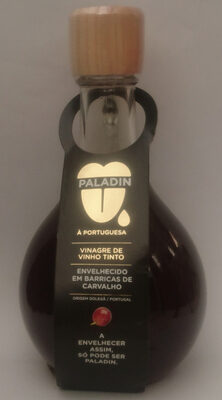 PALADIN
À PORTUGUESA
VINAGRE DE
VINHO TINTO
ENVELHECIDO
EM BARRICAS DE
CARVALHO
ORIGEM GOLEGÃ / PORTUGAL
A
ENVELHECER
ASSIM,
SÓ PODE SER
PALADIN.